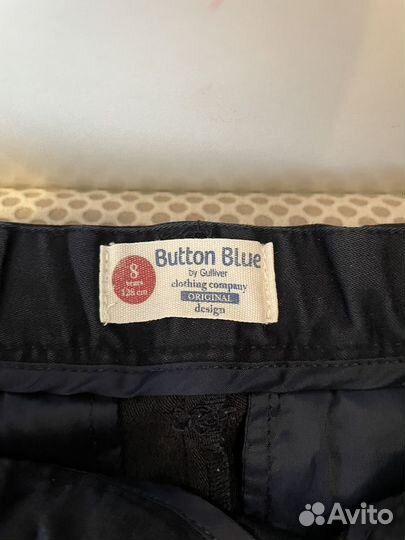 8
years
128 cm
Button Blue
by Gulliver
clothing company
ORIGINAL
design
Avito